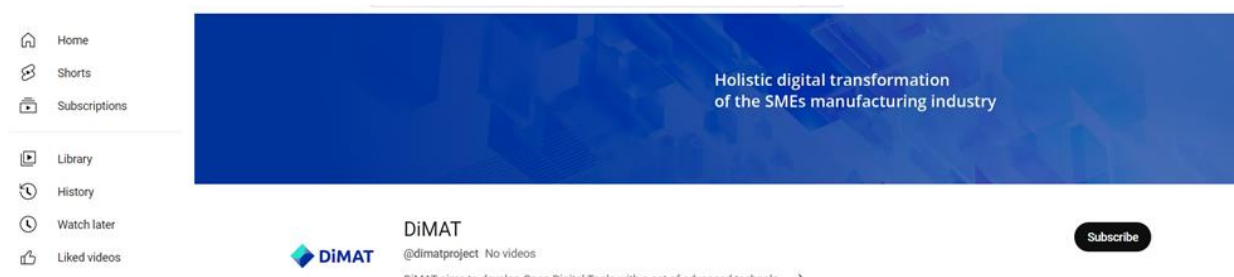 Home
Shorts
Subscriptions
Library
History
Watch later
Liked videos
Holistic digital transformation
of the SMEs manufacturing industry
DiMAT
DiMAT
@dimatproject No videos
Subscribe